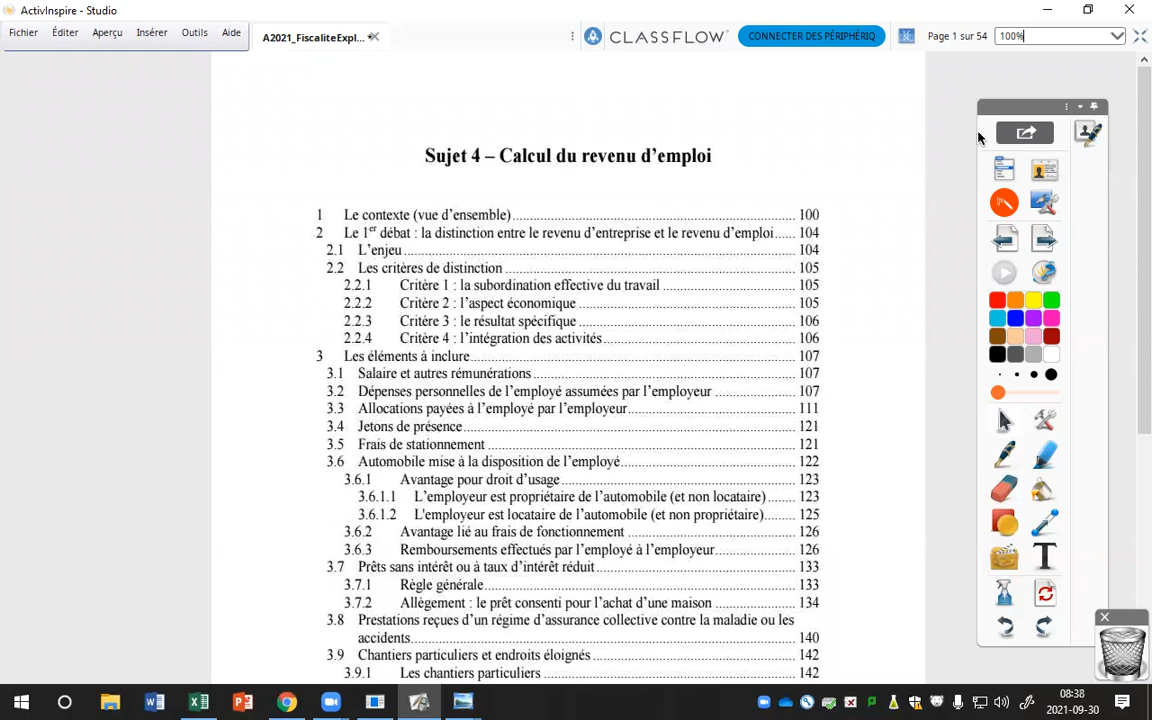 ActivInspire - Studio
Fichier Éditer Aperçu Insérer Outils Aide
A2021_FiscaliteExpl...
CLASSFLOW
CONNECTER DES PÉRIPHÉRIQ
Page 1 sur 54
100%
Sujet 4 – Calcul du revenu d'emploi
1 Le contexte (vue d'ensemble) 100
2 Le 1er débat : la distinction entre le revenu d'entreprise et le revenu d'emploi 104
2.1 L'enjeu 104
2.2 Les critères de distinction 105
2.2.1 Critère 1 : la subordination effective du travail 105
2.2.2 Critère 2 : l'aspect économique 105
2.2.3 Critère 3 : le résultat spécifique 106
2.2.4 Critère 4 : l'intégration des activités 106
3 Les éléments à inclure 107
3.1 Salaire et autres rémunérations 107
3.2 Dépenses personnelles de l'employé assumées par l'employeur 107
3.3 Allocations payées à l'employé par l'employeur 111
3.4 Jetons de présence 121
3.5 Frais de stationnement 121
3.6 Automobile mise à la disposition de l'employé 122
3.6.1 Avantage pour droit d'usage 123
3.6.1.1 L'employeur est propriétaire de l'automobile (et non locataire) 123
3.6.1.2 L'employeur est locataire de l'automobile (et non propriétaire) 125
3.6.2 Avantage lié au frais de fonctionnement 126
3.6.3 Remboursements effectués par l'employé à l'employeur 126
3.7 Prêts sans intérêt ou à taux d'intérêt réduit 133
3.7.1 Règle générale 133
3.7.2 Allègement : le prêt consenti pour l'achat d'une maison 134
3.8 Prestations reçues d'un régime d'assurance collective contre la maladie ou les
accidents 140
3.9 Chantiers particuliers et endroits éloignés 142
3.9.1 Les chantiers particuliers 142
08:38
2021-09-30